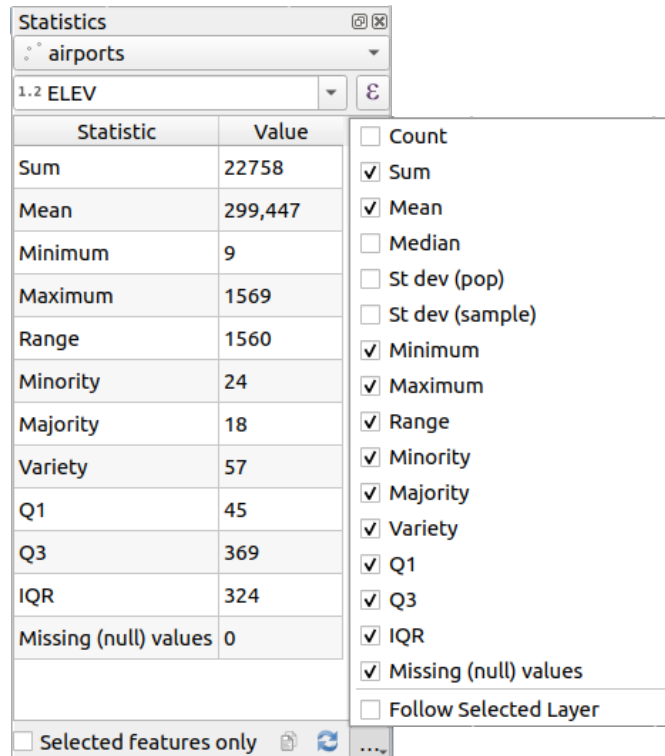 Statistics
airports
1.2 ELEV
ε
Statistic Value
Sum 22758
Mean 299,447
Minimum 9
Maximum 1569
Range 1560
Minority 24
Majority 18
Variety 57
Q1 45
Q3 369
IQR 324
Missing (null) values 0
Selected features only
...
Count
Sum
Mean
Median
St dev (pop)
St dev (sample)
Minimum
Maximum
Range
Minority
Majority
Variety
Q1
Q3
IQR
Missing (null) values
Follow Selected Layer